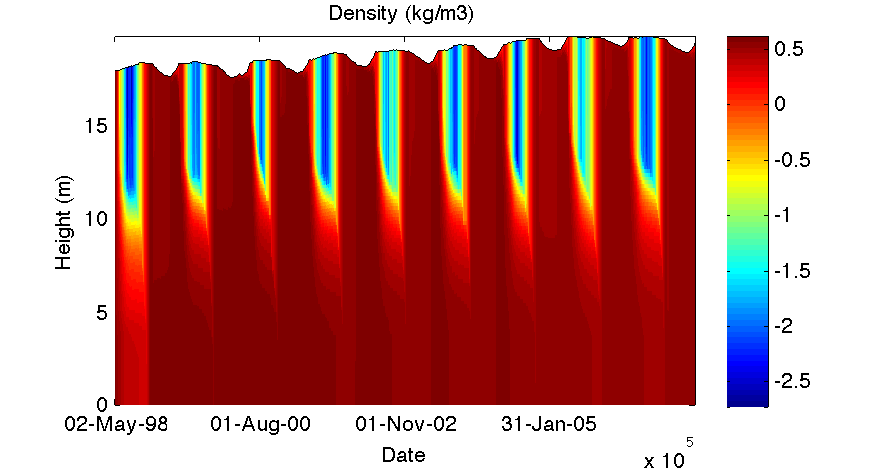 Density (kg/m3)
0.5
0
-0.5
-1
-1.5
-2
-2.5
15
10
5
0
Height (m)
02-May-98 01-Aug-00 01-Nov-02 31-Jan-05
Date
x 10 5